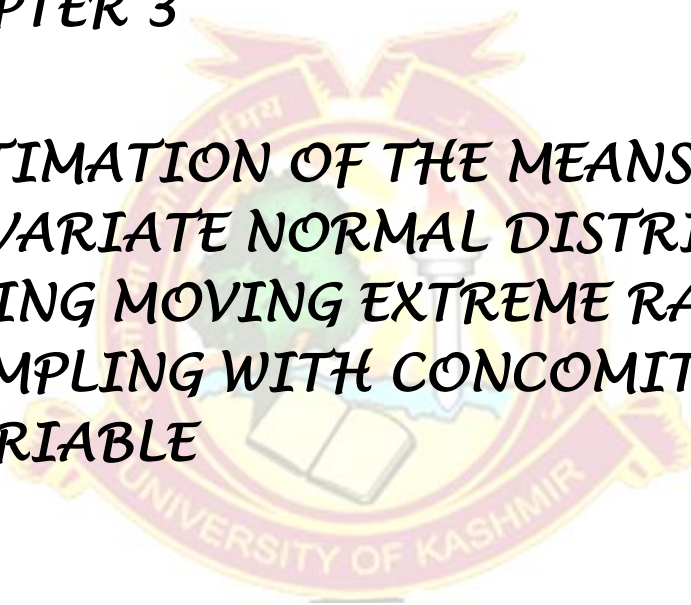 PTER 3
TIMATION OF THE MEANS
VARIATE NORMAL DISTRI
ING MOVING EXTREME RA
MPLING WITH CONCOMIT
RIABLE
UNIVERSITY OF KASHMIR